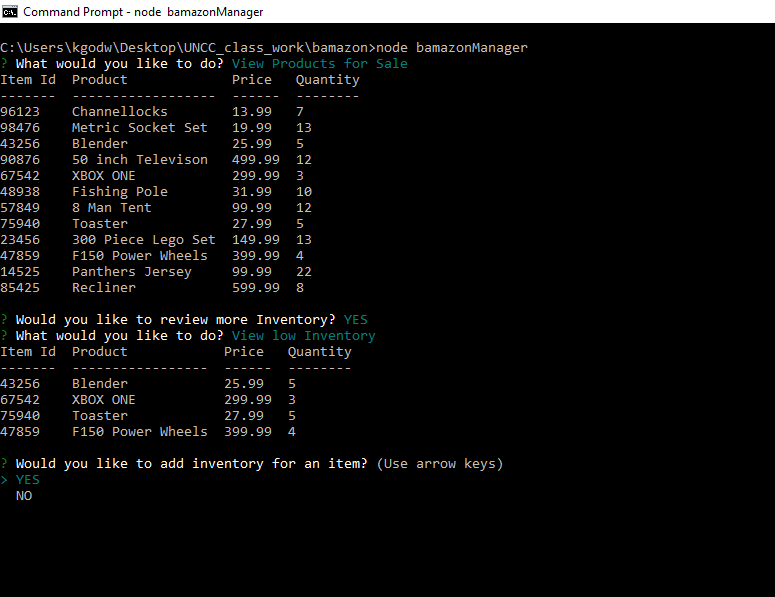 Command Prompt - node bamazonManager
C:\Users\kgodw\Desktop\UNCC_class_work\bamazon>node bamazonManager
? What would you like to do? View Products for Sale
Item Id  Product             Price   Quantity
-------  ------------------  ------  --------
96123    Channellocks        13.99   7
98476    Metric Socket Set   19.99   13
43256    Blender             25.99   5
90876    50 inch Televison   499.99  12
67542    XBOX ONE            299.99  3
48938    Fishing Pole        31.99   10
57849    8 Man Tent          99.99   12
75940    Toaster             27.99   5
23456    300 Piece Lego Set  149.99  13
47859    F150 Power Wheels   399.99  4
14525    Panthers Jersey     99.99   22
85425    Recliner            599.99  8
? Would you like to review more Inventory? YES
? What would you like to do? View low Inventory
Item Id  Product            Price   Quantity
-------  -----------------  ------  --------
43256    Blender            25.99   5
67542    XBOX ONE           299.99  3
75940    Toaster            27.99   5
47859    F150 Power Wheels  399.99  4
? Would you like to add inventory for an item? (Use arrow keys)
> YES
  NO